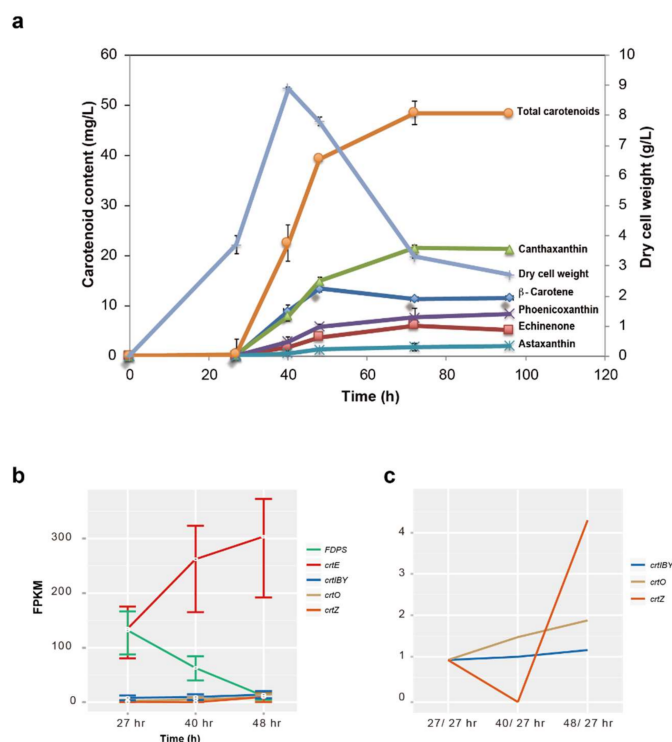 a
Carotenoid content (mg/L)
60
50
40
30
20
10
0
0
20
40
60
80
100
120
Time (h)
10
9
8
7
6
5
4
3
2
1
0
Dry cell weight (g/L)
Total carotenoids
Canthaxanthin
Dry cell weight
β- Carotene
Phoenicoxanthin
Echinenone
Astaxanthin
b
FPKM
300
200
100
0
27 hr
40 hr
48 hr
Time (h)
FDPS
crtE
crtIBY
crtO
crtZ
c
4
3
2
1
0
27/ 27 hr
40/ 27 hr
48/ 27 hr
crtIBY
crtO
crtZ